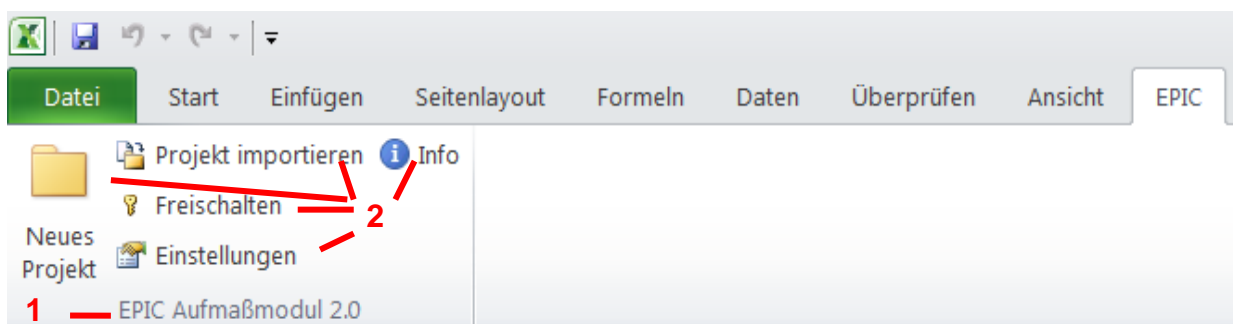 Datei Start Einfügen Seitenlayout Formeln Daten Überprüfen Ansicht EPIC
Projekt importieren Info
Freischalten
2
Neues
Projekt
Einstellungen
1 EPIC Aufmaßmodul 2.0